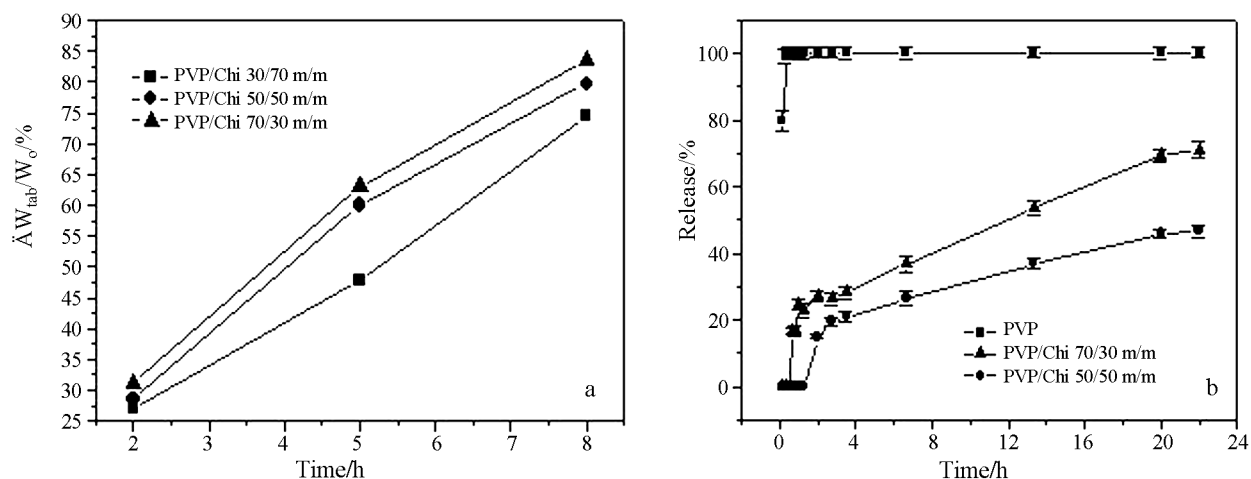 90
85
80
75
70
65
60
55
50
45
40
35
30
25
ÄW_tab/W_o/%
PVP/Chi 30/70 m/m
PVP/Chi 50/50 m/m
PVP/Chi 70/30 m/m
a
2 3 4 5 6 7 8
Time/h
100
80
60
40
20
0
Release/%
PVP
PVP/Chi 70/30 m/m
PVP/Chi 50/50 m/m
b
0 4 8 12 16 20 24
Time/h